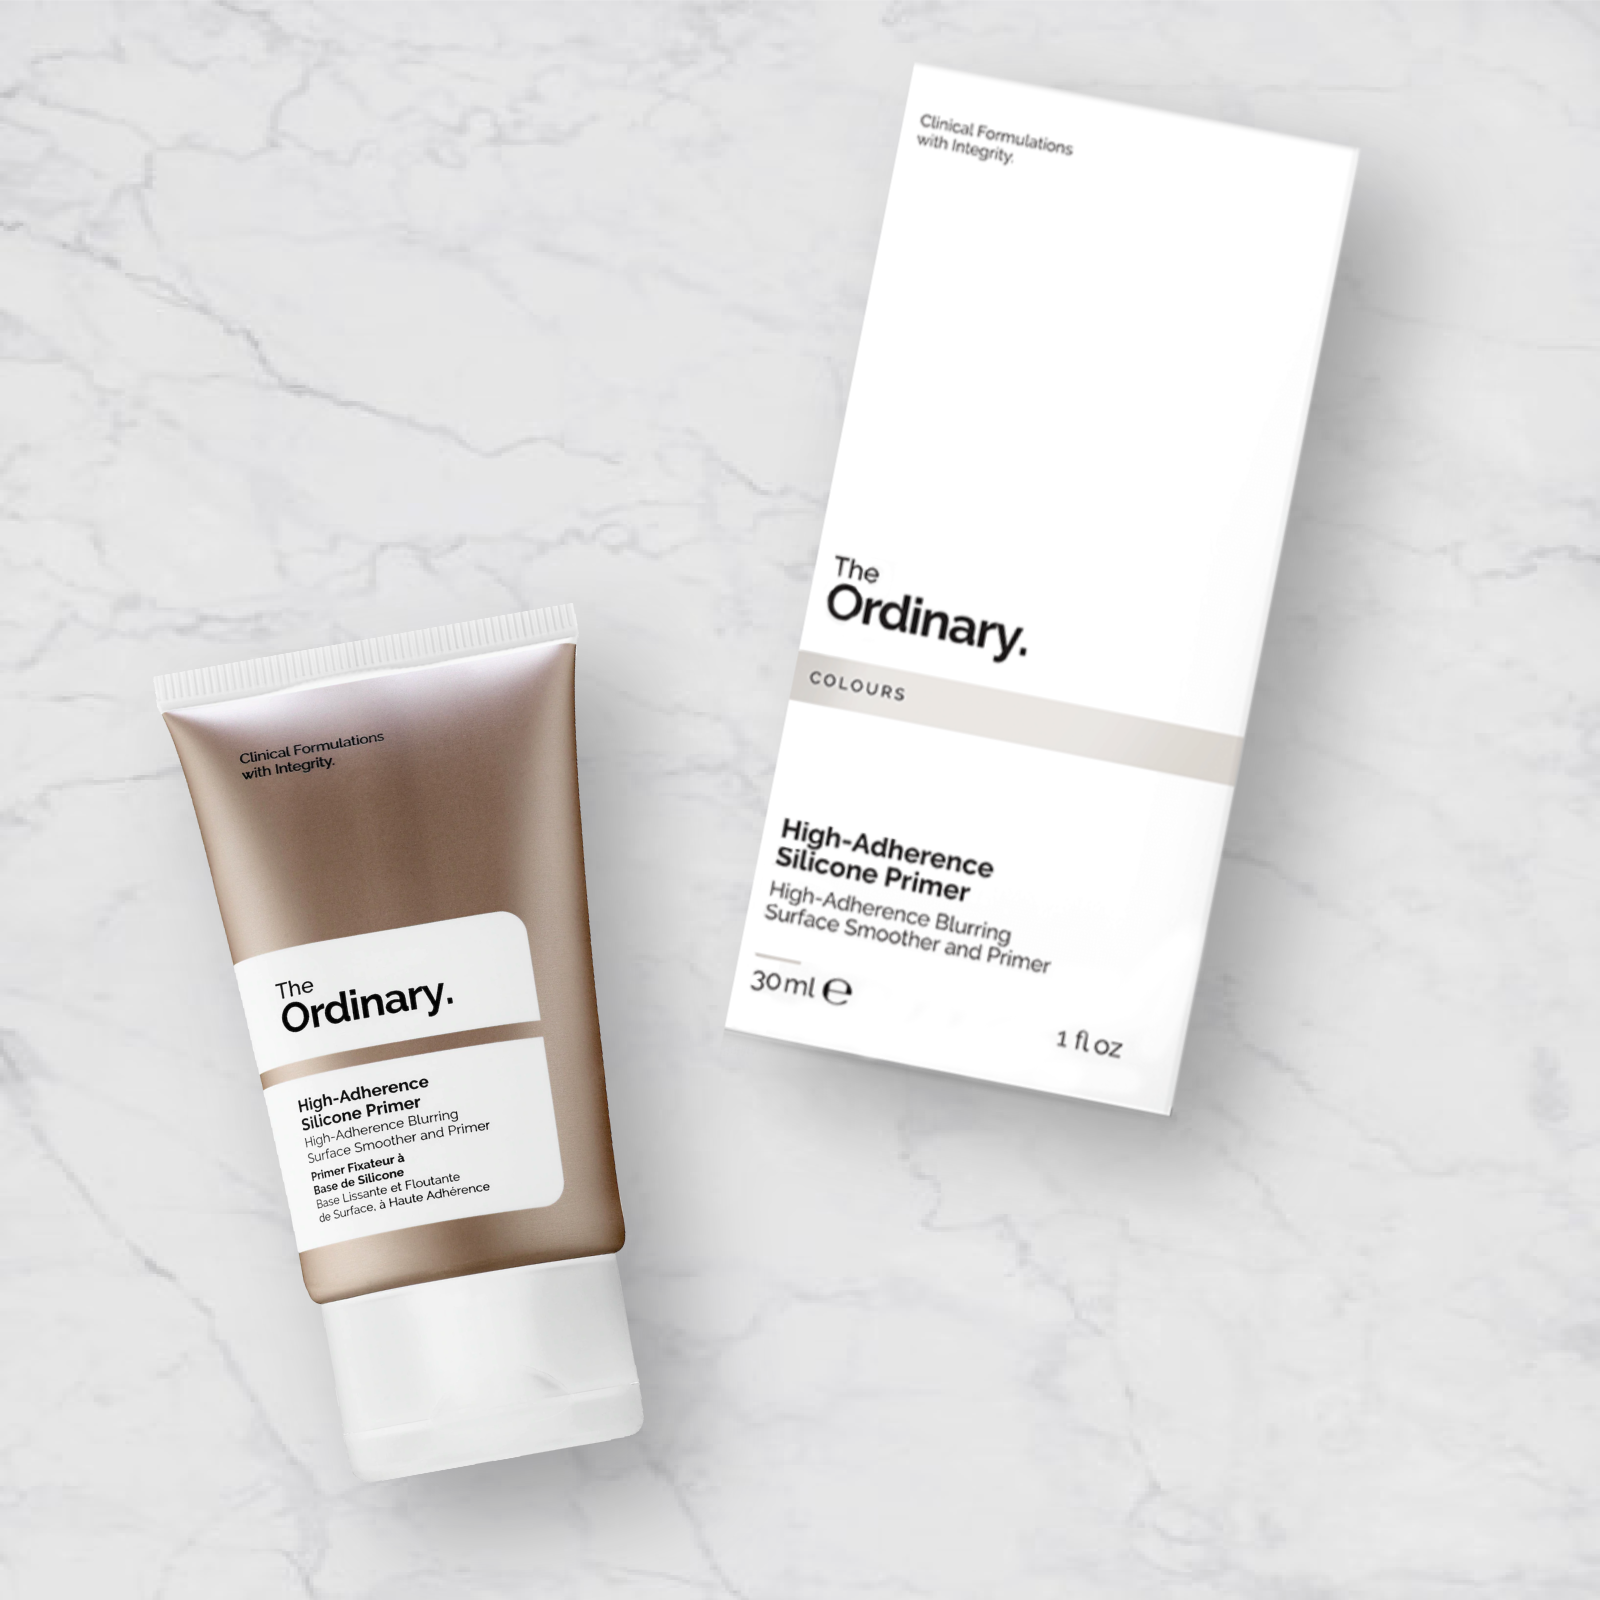 Clinical Formulations
with Integrity.
The
Ordinary.
COLOURS
High-Adherence
Silicone Primer
High-Adherence Blurring
Surface Smoother and Primer
30ml ℮
1 fl oz
Clinical Formulations
with Integrity.
The
Ordinary.
High-Adherence
Silicone Primer
High-Adherence Blurring
Surface Smoother and Primer
Primer Fixateur à
Base de Silicone
Base Lissante et Floutante
de Surface, à Haute Adhérence